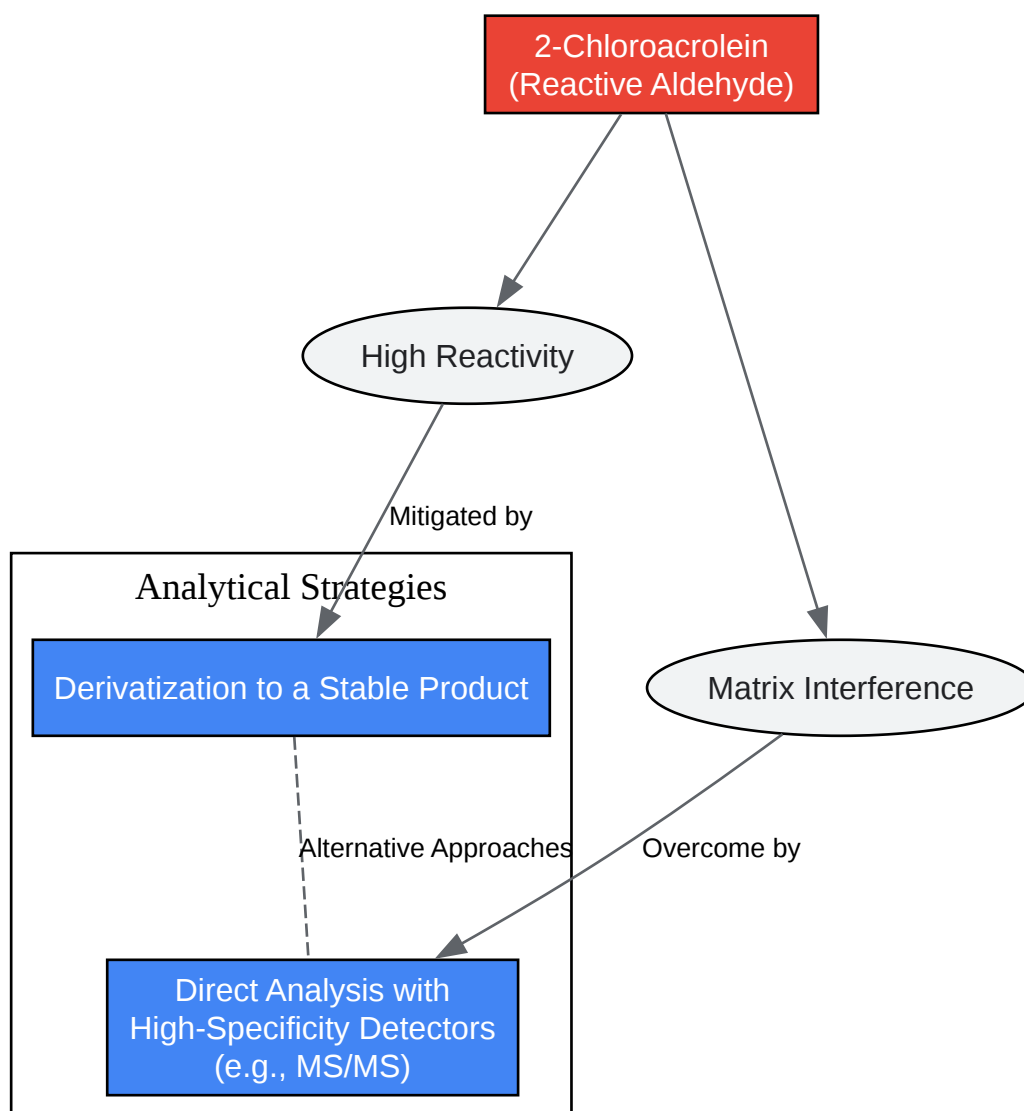 2-Chloroacrolein
(Reactive Aldehyde)
High Reactivity
Mitigated by
Analytical Strategies
Derivatization to a Stable Product
Matrix Interference
Alternative Approaches
Overcome by
Direct Analysis with
High-Specificity Detectors
(e.g., MS/MS)